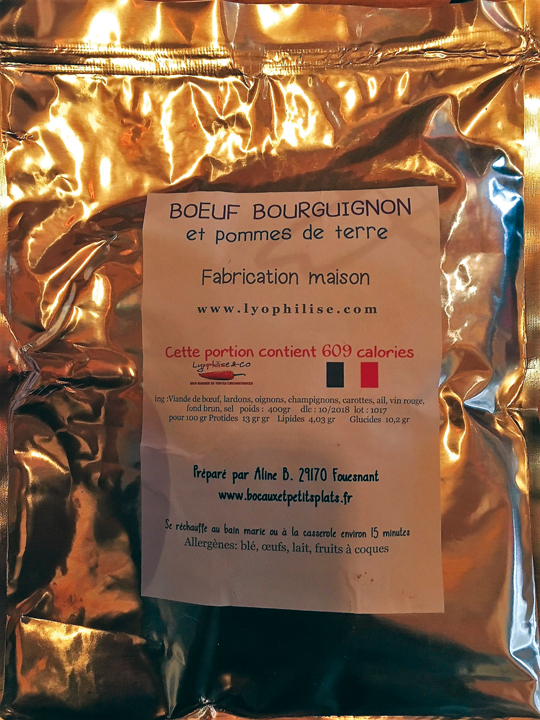 BOEUF BOURGUIGNON
et pommes de terre
Fabrication maison
www.lyophilise.com
Cette portion contient 609 calories
Lyophilise & Co
ing :Viande de bœuf, lardons, oignons, champignons, carottes, ail, vin rouge,
fond brun, sel poids : 400gr dlc : 10/2018 lot : 1017
pour 100 gr Protides 13 gr gr Lipides 4,03 gr Glucides 10,2 gr
Préparé par Aline B. 29170 Fouesnant
www.bocauxetpetitsplats.fr
Se réchauffe au bain marie ou à la casserole environ 15 minutes
Allergènes: blé, œufs, lait, fruits à coques